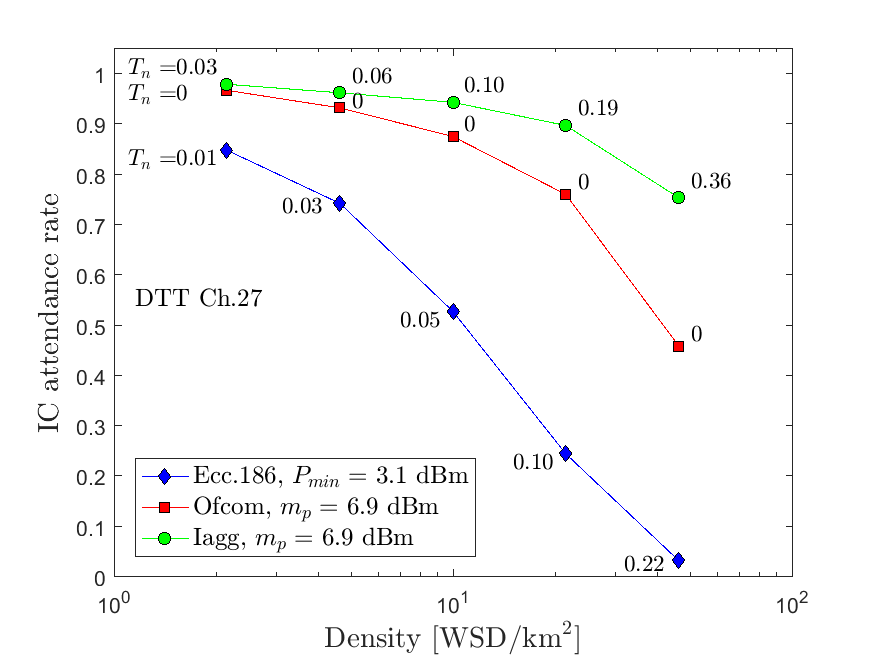 T_n =0.03
0.06
0.10
0.19
0.36
T_n =0
0
0
0
0
T_n =0.01
0.03
0.05
0.10
0.22
DTT Ch.27
1
0.9
0.8
0.7
0.6
0.5
0.4
0.3
0.2
0.1
0
IC attendance rate
Ecc.186, P_min = 3.1 dBm
Ofcom, m_p = 6.9 dBm
Iagg, m_p = 6.9 dBm
10^0
10^1
10^2
Density [WSD/km^2]